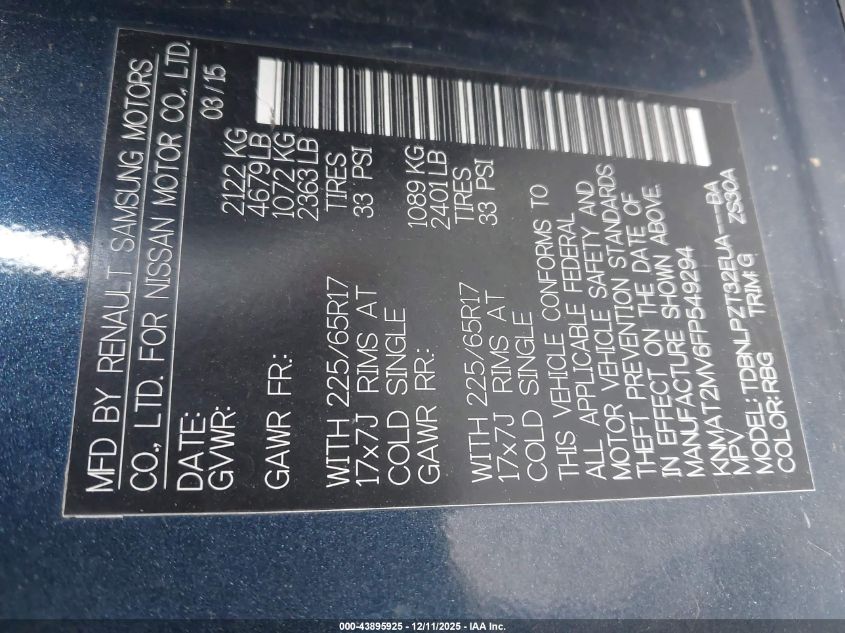 MFD BY RENAULT SAMSUNG MOTORS
CO., LTD. FOR NISSAN MOTOR CO., LTD.
DATE: 03/15
GVWR: 2122 KG
4679 LB
GAWR FR.: 1072 KG
2363 LB
WITH 225/65R17 TIRES
17x7J RIMS AT 33 PSI
COLD SINGLE
GAWR RR.: 1089 KG
2401 LB
WITH 225/65R17 TIRES
17x7J RIMS AT 33 PSI
COLD SINGLE
THIS VEHICLE CONFORMS TO
ALL APPLICABLE FEDERAL
MOTOR VEHICLE SAFETY AND
THEFT PREVENTION STANDARDS
IN EFFECT ON THE DATE OF
MANUFACTURE SHOWN ABOVE.
KNMAT2MV6FP549294
MPV
MODEL: TDBNLPZT32EUA---BA
COLOR: RBG TRIM: G ZS30A
000-43895925 - 12/11/2025 - IAA Inc.